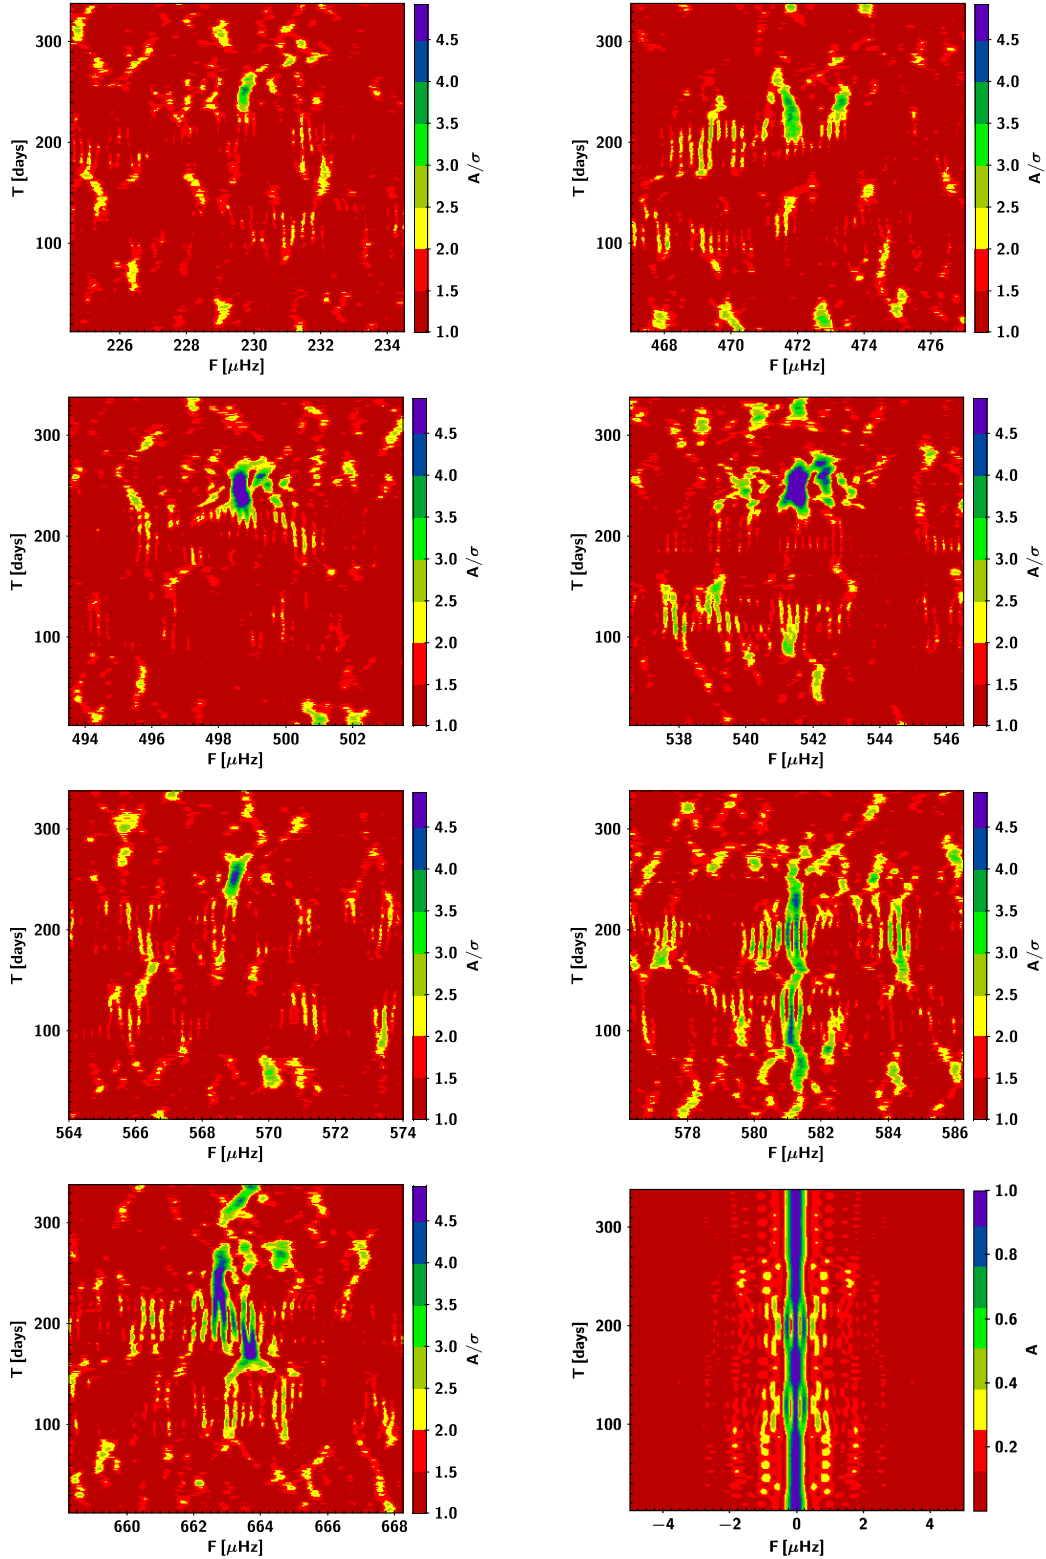 300
200
100
T [days]
226 228 230 232 234
F [μHz]
4.5
4.0
3.5
3.0
2.5
2.0
1.5
1.0
A/σ
300
200
100
T [days]
468 470 472 474 476
F [μHz]
4.5
4.0
3.5
3.0
2.5
2.0
1.5
1.0
A/σ
300
200
100
T [days]
494 496 498 500 502
F [μHz]
4.5
4.0
3.5
3.0
2.5
2.0
1.5
1.0
A/σ
300
200
100
T [days]
538 540 542 544 546
F [μHz]
4.5
4.0
3.5
3.0
2.5
2.0
1.5
1.0
A/σ
300
200
100
T [days]
564 566 568 570 572 574
F [μHz]
4.5
4.0
3.5
3.0
2.5
2.0
1.5
1.0
A/σ
300
200
100
T [days]
578 580 582 584 586
F [μHz]
4.5
4.0
3.5
3.0
2.5
2.0
1.5
1.0
A/σ
300
200
100
T [days]
660 662 664 666 668
F [μHz]
4.5
4.0
3.5
3.0
2.5
2.0
1.5
1.0
A/σ
300
200
100
T [days]
−4 −2 0 2 4
F [μHz]
1.0
0.8
0.6
0.4
0.2
A